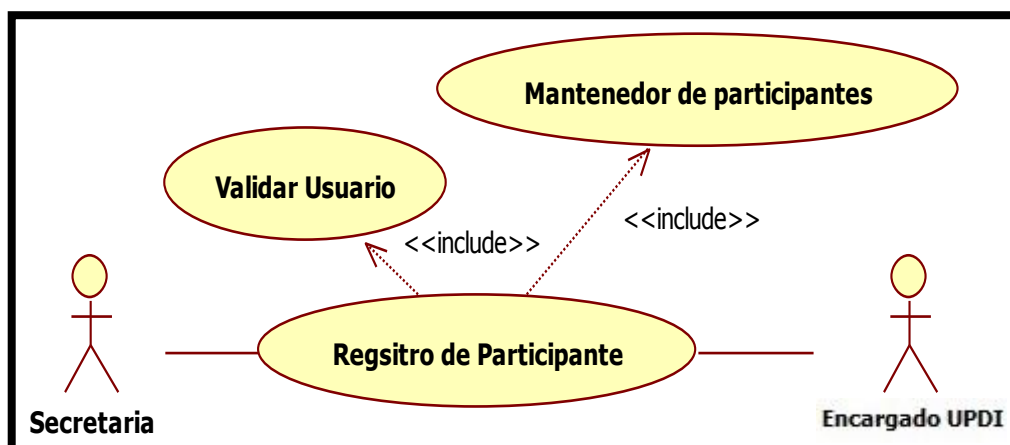 Mantenedor de participantes
Validar Usuario
<<include>>
<<include>>
Regsitro de Participante
Secretaria
Encargado UPDI